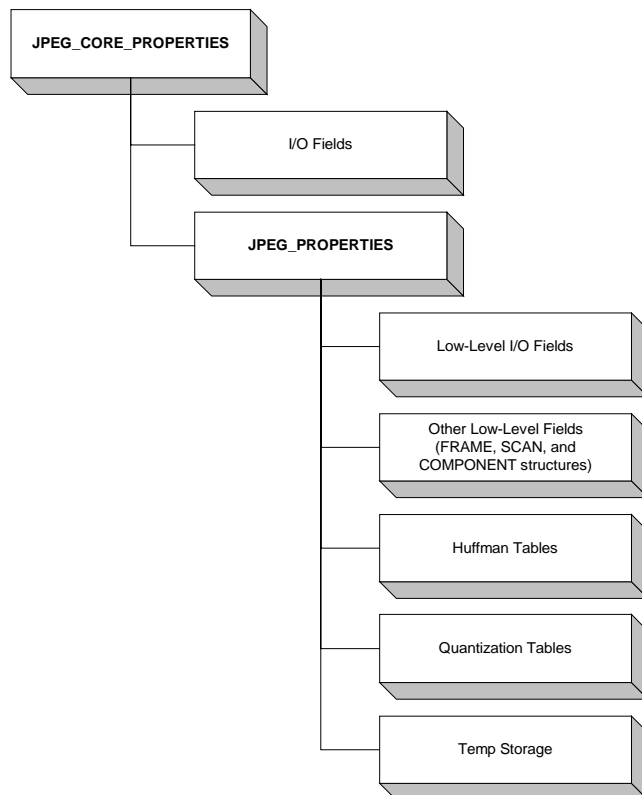 JPEG_CORE_PROPERTIES
I/O Fields
JPEG_PROPERTIES
Low-Level I/O Fields
Other Low-Level Fields
(FRAME, SCAN, and
COMPONENT structures)
Huffman Tables
Quantization Tables
Temp Storage